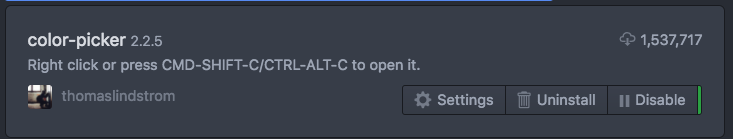 color-picker 2.2.5
1,537,717
Right click or press CMD-SHIFT-C/CTRL-ALT-C to open it.
thomaslindstrom
Settings
Uninstall
Disable